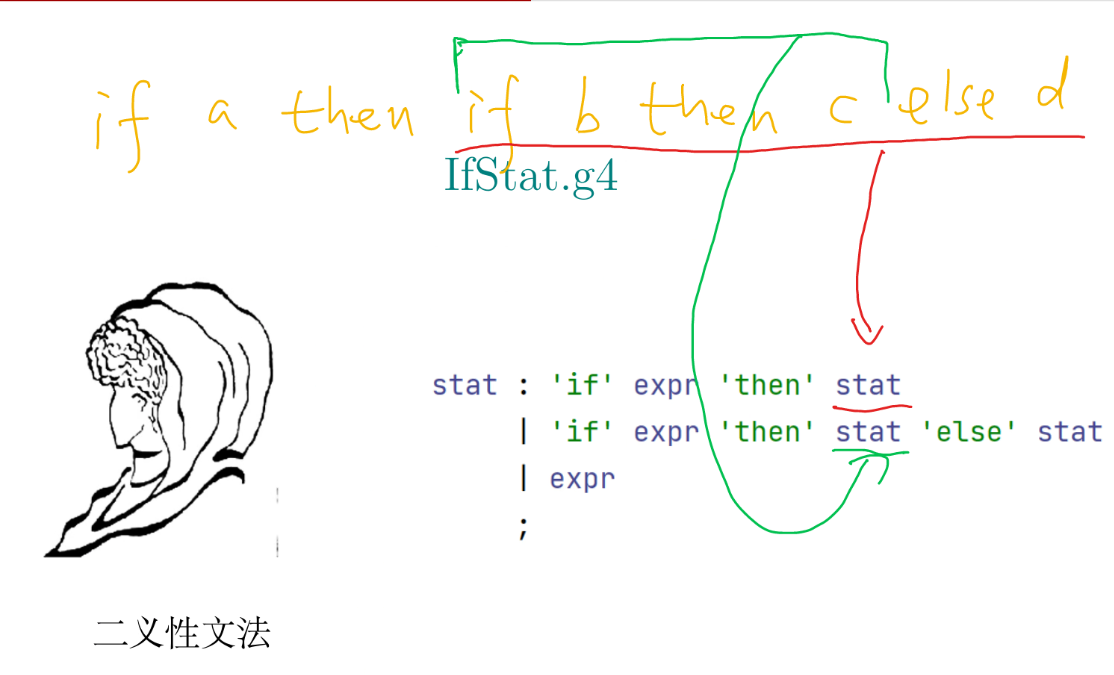 if a then if b then c else d
IfStat.g4
stat : 'if' expr 'then' stat
| 'if' expr 'then' stat 'else' stat
| expr
;
二义性文法